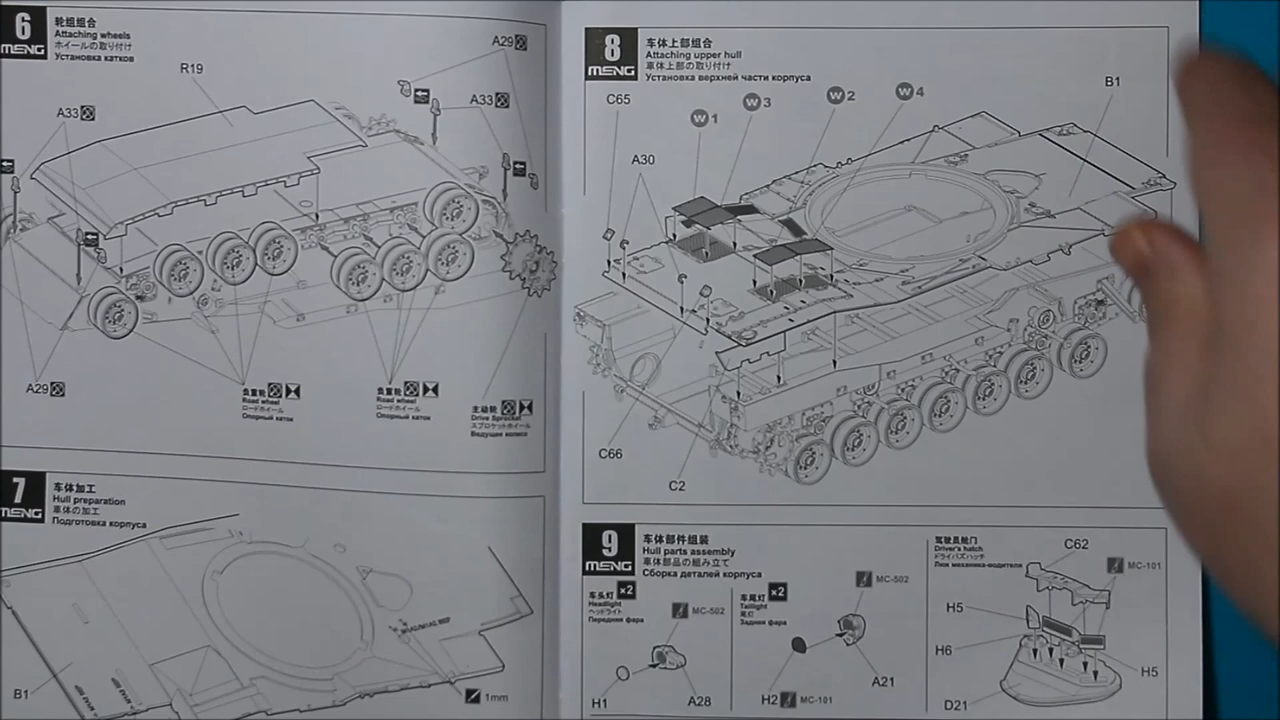 6
MENG
轮组组合
Attaching wheels
ホイールの取り付け
Установка катков
A29
R19
A33
A33
A29
负重轮
Road wheel
ロードホイール
Опорный каток
负重轮
Road wheel
ロードホイール
Опорный каток
主动轮
Drive Sprocket
スプロケットホイール
Ведущее колесо
7
MENG
车体加工
Hull preparation
車体の加工
Подготовка корпуса
B1
1mm
8
MENG
车体上部组合
Attaching upper hull
車体上部の取り付け
Установка верхней части корпуса
C65
W1
W3
W2
W4
B1
A30
C66
C2
9
MENG
车体部件组装
Hull parts assembly
車体部品の組み立て
Сборка деталей корпуса
车头灯
Headlight
ヘッドライト
Передняя фара
x2
MC-502
H1
A28
车尾灯
Taillight
尾灯
Задняя фара
x2
MC-502
H2
MC-101
A21
驾驶员舱门
Driver's hatch
ドライバズハッチ
Люк механика-водителя
C62
MC-101
H5
H6
H5
D21